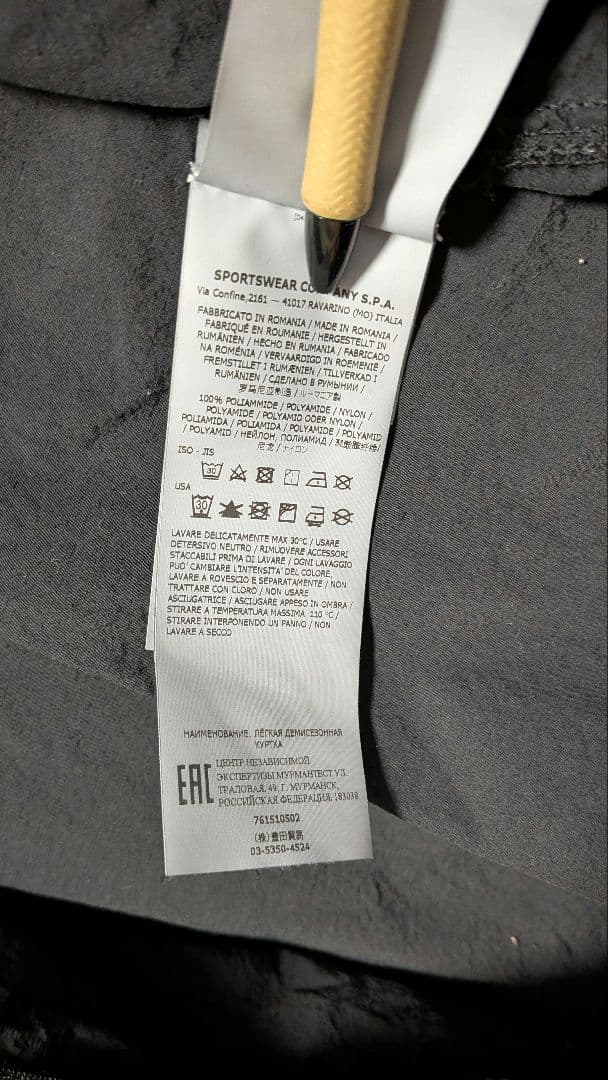 SPORTSWEAR CO ANY S.P.A.
Via Confine,2161 — 41017 RAVARINO (MO) ITALIA
FABBRICATO IN ROMANIA / MADE IN ROMANIA /
FABRIQUÉ EN ROUMANIE / HERGESTELLT IN
RUMÄNIEN / HECHO EN RUMANIA / FABRICADO
NA ROMÉNIA / VERVAARDIGD IN ROEMENIË /
FREMSTILLET I RUMÆNIEN / TILLVERKAD I
RUMÄNIEN / СДЕЛАНО В РУМЫНИИ /
罗马尼亚制造 / ルーマニア製
100% POLIAMMIDE / POLYAMIDE / NYLON /
POLYAMIDE / POLYAMID ODER NYLON /
POLIAMIDA / POLIAMIDA / POLYAMIDE / POLYAMID
/ POLYAMID / НЕЙЛОН, ПОЛИАМИД / 聚酰胺纤维/
尼龙 / ナイロン
ISO - JIS
30
USA
30
LAVARE DELICATAMENTE MAX 30°C / USARE
DETERSIVO NEUTRO / RIMUOVERE ACCESSORI
STACCABILI PRIMA DI LAVARE / OGNI LAVAGGIO
PUO' CAMBIARE L'INTENSITA' DEL COLORE,
LAVARE A ROVESCIO E SEPARATAMENTE / NON
TRATTARE CON CLORO / NON USARE
ASCIUGATRICE / ASCIUGARE APPESO IN OMBRA /
STIRARE A TEMPERATURA MASSIMA 110 °C /
STIRARE INTERPONENDO UN PANNO / NON
LAVARE A SECCO
НАИМЕНОВАНИЕ: ЛЁГКАЯ ДЕМИСЕЗОННАЯ
КУРТКА
EAC
ЦЕНТР НЕЗАВИСИМОЙ
ЭКСПЕРТИЗЫ МУРМАНТЕСТ УЛ.
ТРАЛОВАЯ, 49, Г. МУРМАНСК,
РОССИЙСКАЯ ФЕДЕРАЦИЯ, 183038
761510502
(株)豊田貿易
03-5350-4524